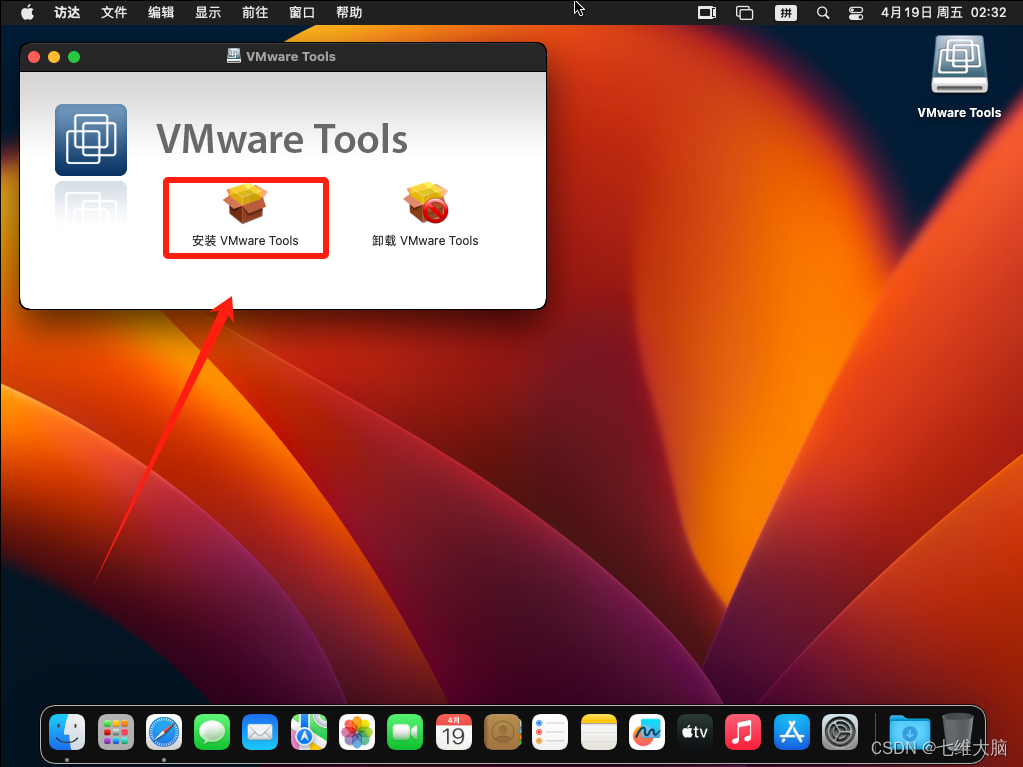 访达 文件 编辑 显示 前往 窗口 帮助 拼 4月19日 周五 02:32
VMware Tools
VMware Tools
VMware Tools
安装 VMware Tools 卸载 VMware Tools
4月
19
tv
CSDN @七维大脑